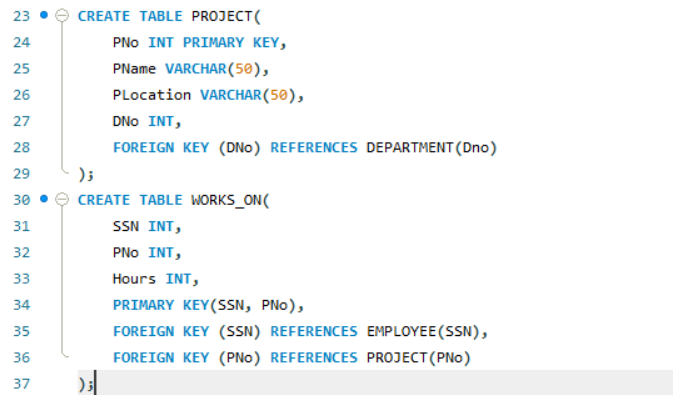 23 CREATE TABLE PROJECT(
24 PNo INT PRIMARY KEY,
25 PName VARCHAR(50),
26 PLocation VARCHAR(50),
27 DNo INT,
28 FOREIGN KEY (DNo) REFERENCES DEPARTMENT(Dno)
29 );
30 CREATE TABLE WORKS_ON(
31 SSN INT,
32 PNo INT,
33 Hours INT,
34 PRIMARY KEY(SSN, PNo),
35 FOREIGN KEY (SSN) REFERENCES EMPLOYEE(SSN),
36 FOREIGN KEY (PNo) REFERENCES PROJECT(PNo)
37 );